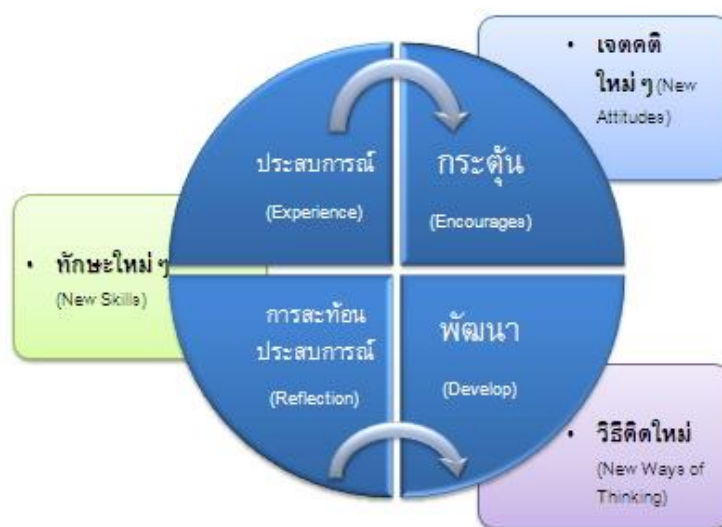 • เจตคติ
ใหม่ ๆ (New
Attitudes)
ประสบการณ์
(Experience)
กระตุ้น
(Encourages)
• ทักษะใหม่ ๆ
(New Skills)
การสะท้อน
ประสบการณ์
(Reflection)
พัฒนา
(Develop)
• วิธีคิดใหม่
(New Ways of
Thinking)